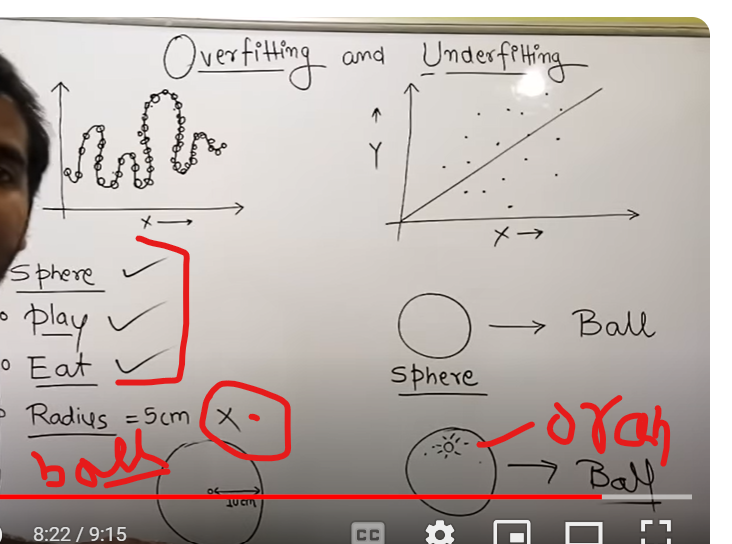 Overfitting and Underfitting
Y
X
X
Sphere
Play
Eat
Radius = 5cm X
ball
10cm
Ball
Sphere
oran
Ball
8:22 / 9:15
CC